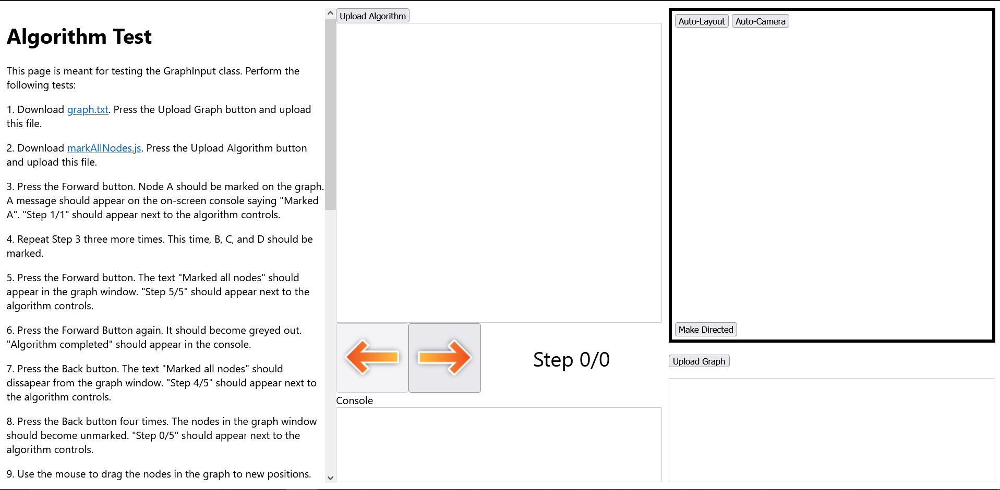 Algorithm Test
This page is meant for testing the GraphInput class. Perform the
following tests:
1. Download graph.txt. Press the Upload Graph button and upload
this file.
2. Download markAllNodes.js. Press the Upload Algorithm button
and upload this file.
3. Press the Forward button. Node A should be marked on the graph.
A message should appear on the on-screen console saying "Marked
A". "Step 1/1" should appear next to the algorithm controls.
4. Repeat Step 3 three more times. This time, B, C, and D should be
marked.
5. Press the Forward button. The text "Marked all nodes" should
appear in the graph window. "Step 5/5" should appear next to the
algorithm controls.
6. Press the Forward Button again. It should become greyed out.
"Algorithm completed" should appear in the console.
7. Press the Back button. The text "Marked all nodes" should
dissapear from the graph window. "Step 4/5" should appear next to
the algorithm controls.
8. Press the Back button four times. The nodes in the graph window
should become unmarked. "Step 0/5" should appear next to the
algorithm controls.
9. Use the mouse to drag the nodes in the graph to new positions.
Upload Algorithm
Step 0/0
Console
Auto-Layout Auto-Camera
Make Directed
Upload Graph